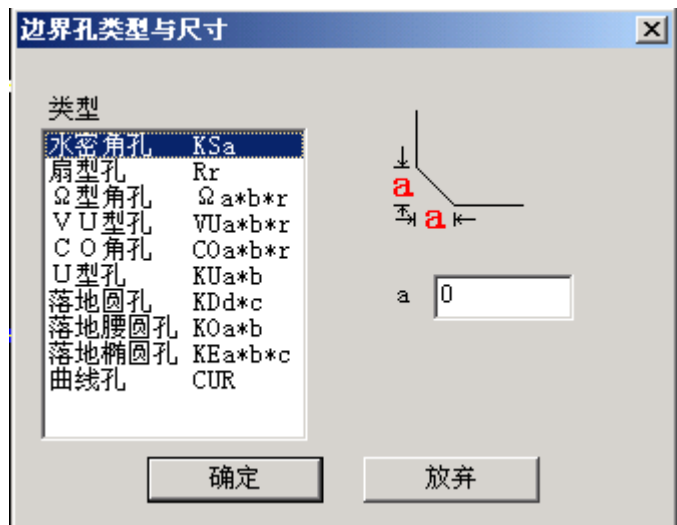 边界孔类型与尺寸
类型
水密角孔 KSa
扇型孔 Rr
Ω型角孔 Ωa*b*r
ＶＵ型孔 VUa*b*r
ＣＯ角孔 COa*b*r
Ｕ型孔 KUa*b
落地圆孔 KDd*c
落地腰圆孔 KOa*b
落地椭圆孔 KEa*b*c
曲线孔 CUR
a
a
a 0
确定 放弃